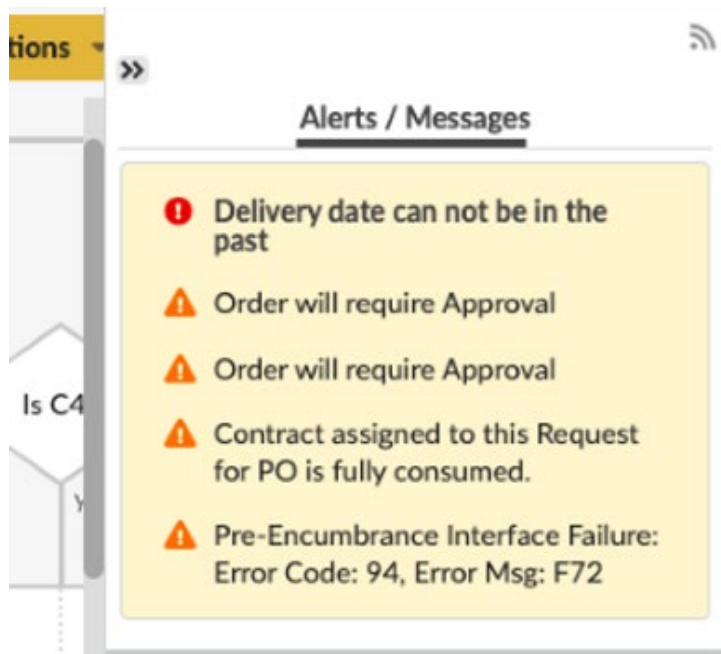 tions
Alerts / Messages
Delivery date can not be in the
past
Order will require Approval
Order will require Approval
Is C4
Contract assigned to this Request
for PO is fully consumed.
Y
Pre-Encumbrance Interface Failure:
Error Code: 94, Error Msg: F72